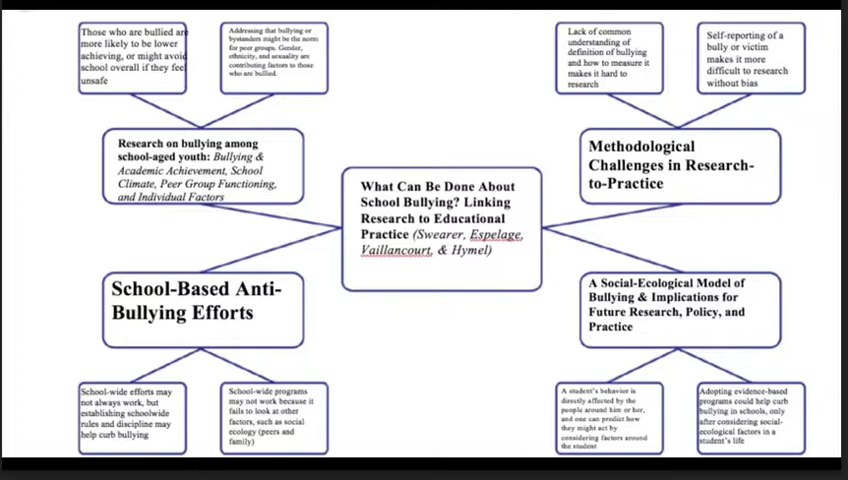 Those who are bullied are
more likely to be lower
achieving, or might avoid
school overall if they feel
unsafe
Addressing that bullying or
bystanders might be the norm
for peer groups. Gender,
ethnicity, and sexuality are
contributing factors to those
who are bullied.
Lack of common
understanding of
definition of bullying
and how to measure it
makes it hard to
research
Self-reporting of a
bully or victim
makes it more
difficult to research
without bias
Research on bullying among
school-aged youth: Bullying &
Academic Achievement, School
Climate, Peer Group Functioning,
and Individual Factors
Methodological
Challenges in Research-
to-Practice
What Can Be Done About
School Bullying? Linking
Research to Educational
Practice (Swearer, Espelage,
Vaillancourt, & Hymel)
School-Based Anti-
Bullying Efforts
A Social-Ecological Model of
Bullying & Implications for
Future Research, Policy, and
Practice
School-wide efforts may
not always work, but
establishing schoolwide
rules and discipline may
help curb bullying
School-wide programs
may not work because it
fails to look at other
factors, such as social
ecology (peers and
family)
A student's behavior is
directly affected by the
people around him or her,
and one can predict how
they might act by
considering factors around
the student
Adopting evidence-based
programs could help curb
bullying in schools, only
after considering social-
ecological factors in a
student's life